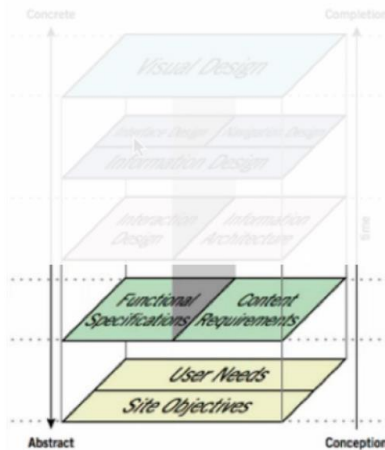 Concrete
Completion
Visual Design
Interface Design
Navigation Design
Information Design
Interaction
Design
Information
Architecture
time
Functional
Specifications
Content
Requirements
User Needs
Site Objectives
Abstract
Conception